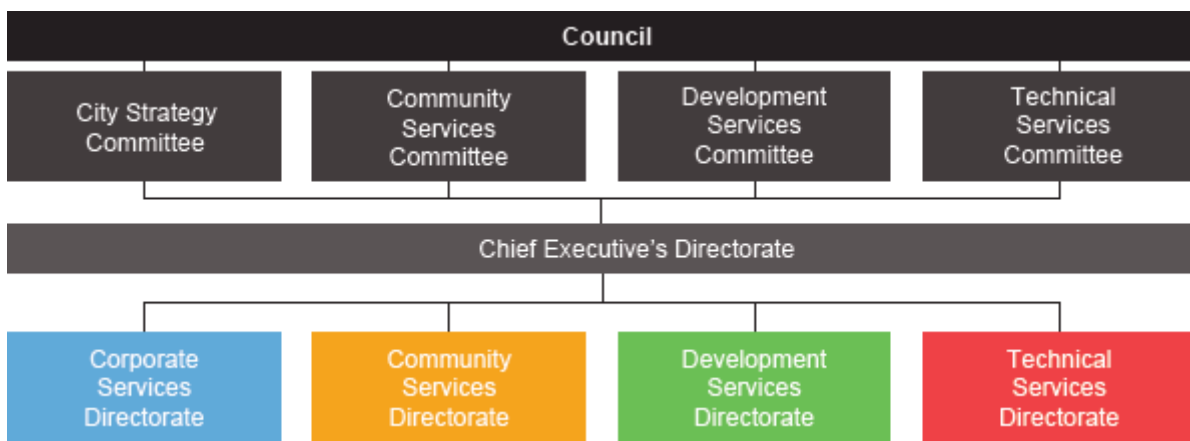 Council
City Strategy
Committee
Community
Services
Committee
Development
Services
Committee
Technical
Services
Committee
Chief Executive's Directorate
Corporate
Services
Directorate
Community
Services
Directorate
Development
Services
Directorate
Technical
Services
Directorate